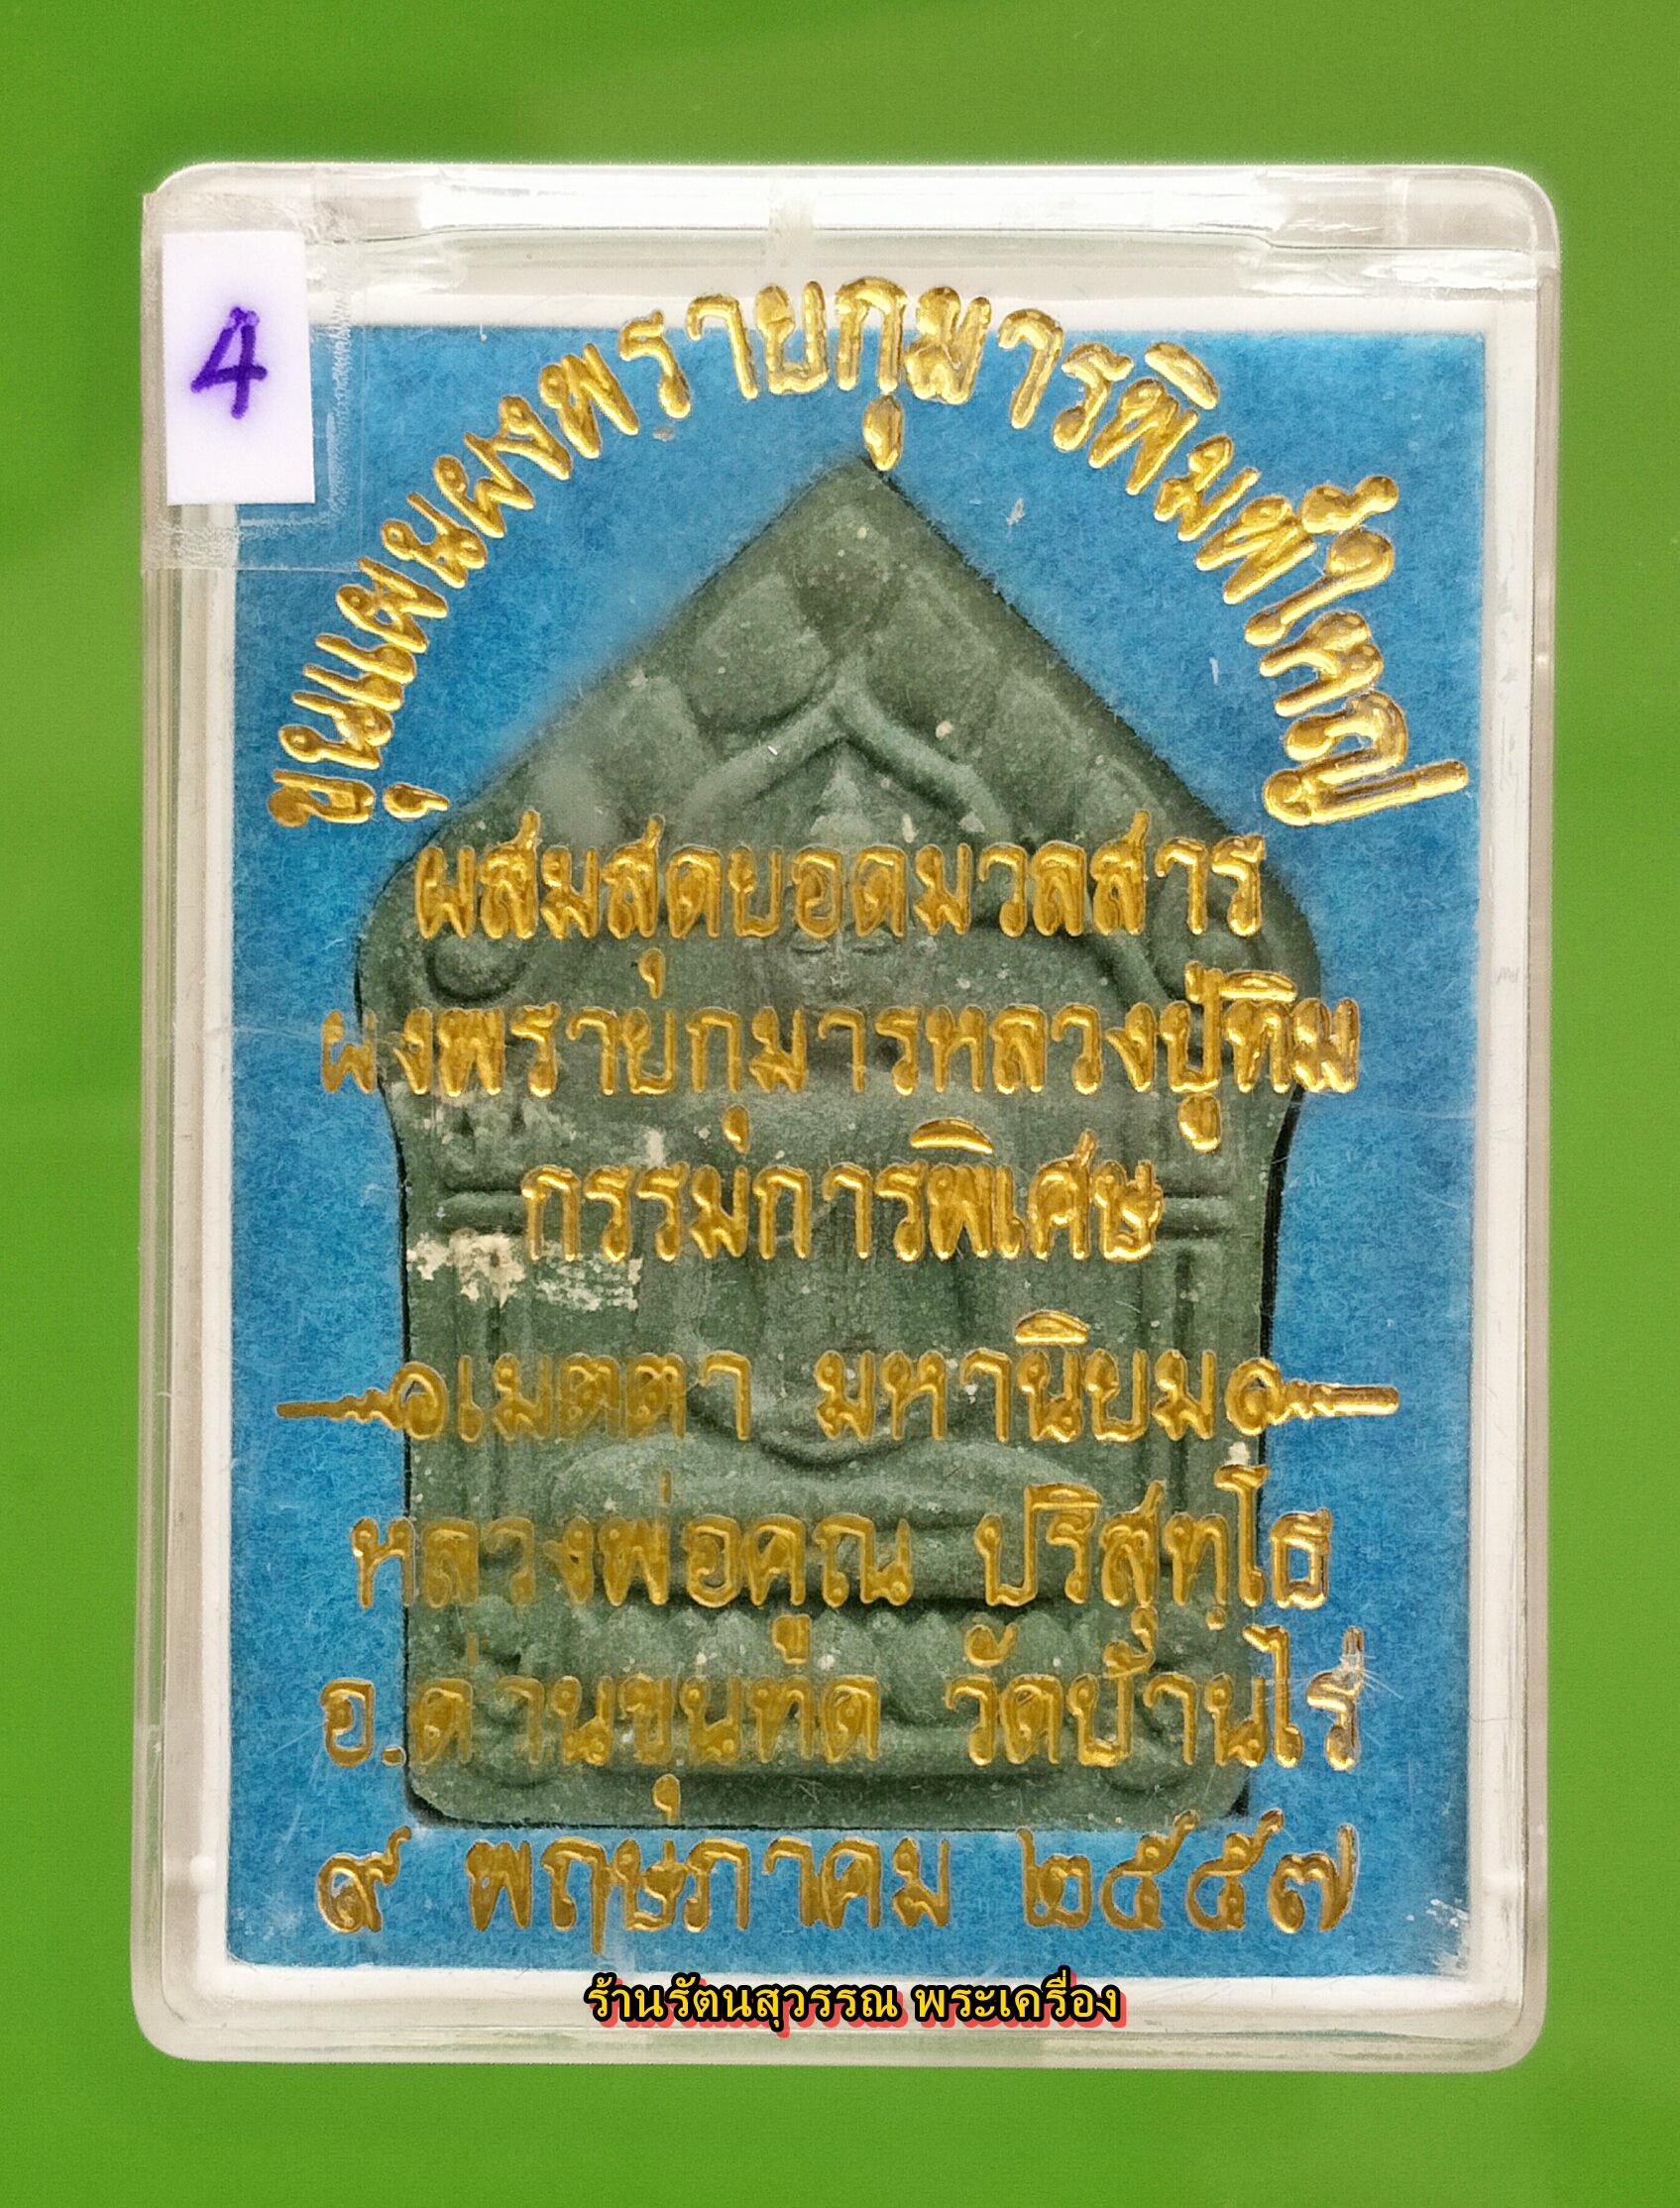 4
ขุนแผนผงพรายกุมารพิมพ์ใหญ่
ผสมสุดยอดมวลสาร
ผงพรายกุมารหลวงปู่ทิม
กรรมการพิเศษ
เมตตา มหานิยม
หลวงพ่อคูณ ปริสุทฺโธ
อ.ด่านขุนทด วัดบ้านไร่
๙ พฤษภาคม ๒๕๕๗
ร้านรัตนสุวรรณ พระเครื่อง